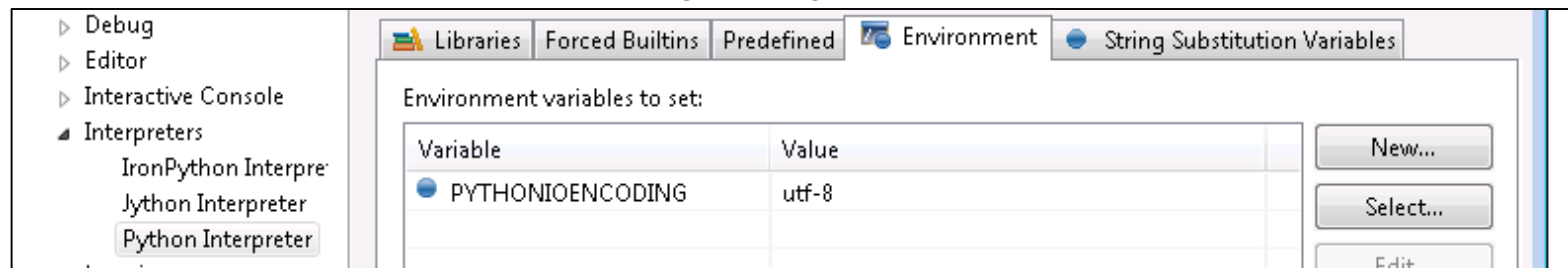 Debug
Editor
Interactive Console
Interpreters
IronPython Interpre
Jython Interpreter
Python Interpreter
Libraries Forced Builtins Predefined Environment String Substitution Variables
Environment variables to set:
Variable Value
PYTHONIOENCODING utf-8
New...
Select...